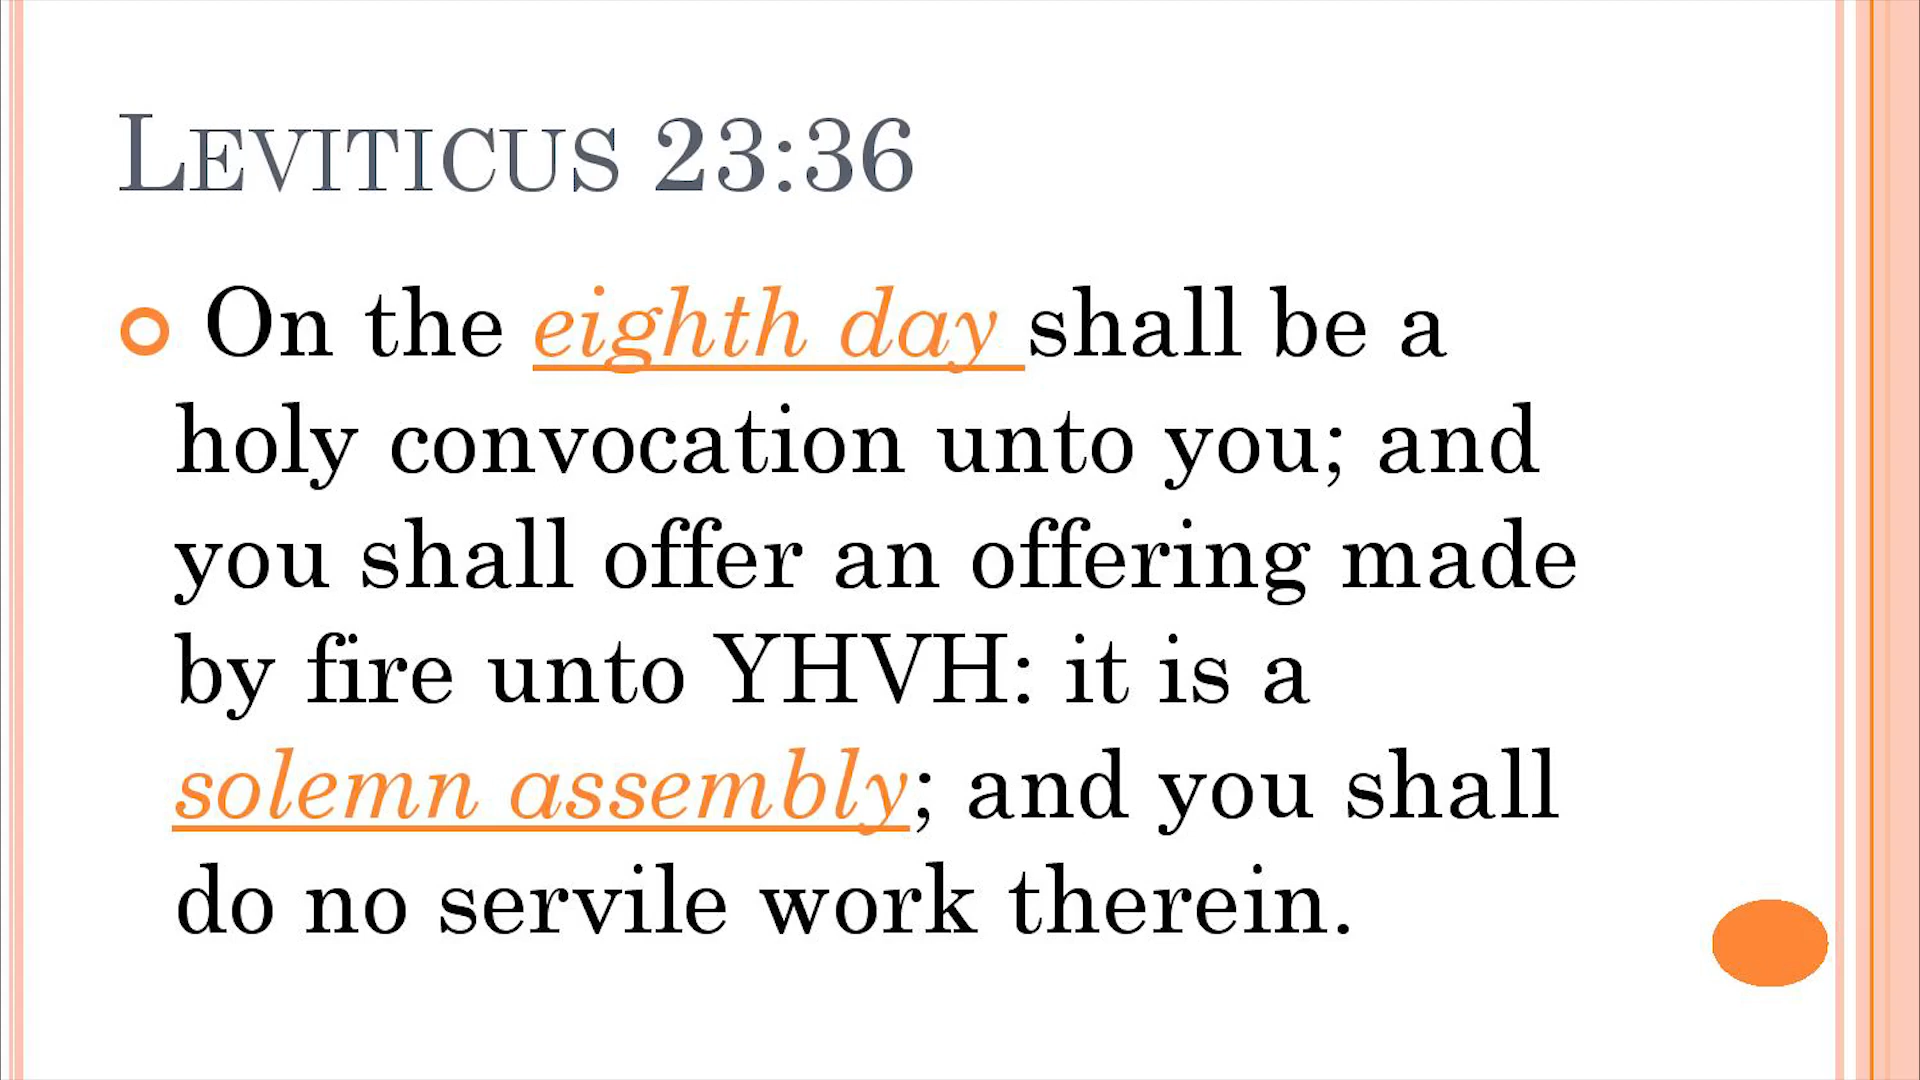 LEVITICUS 23:36
On the eighth day shall be a
holy convocation unto you; and
you shall offer an offering made
by fire unto YHVH: it is a
solemn assembly; and you shall
do no servile work therein.